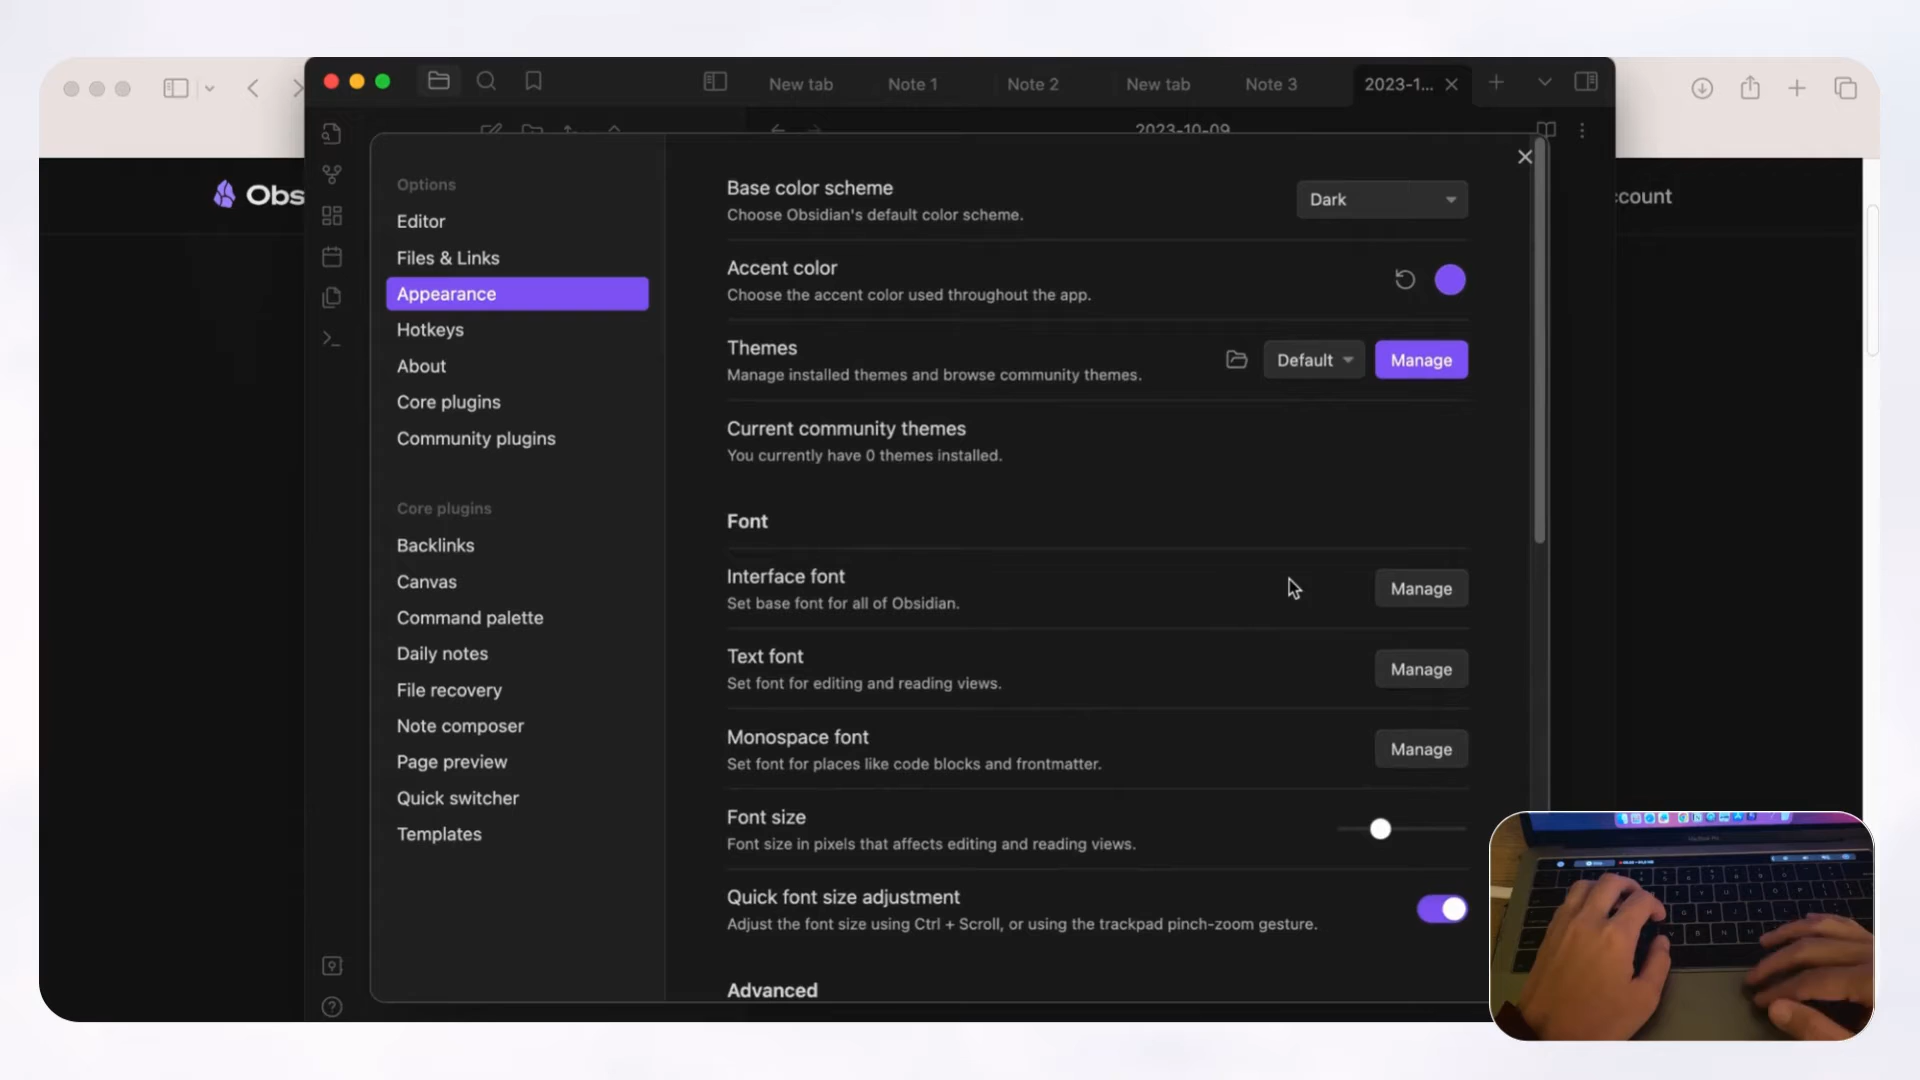 New tab
Note 1
Note 2
New tab
Note 3
2023-1...
2023-10-09
Obs
ccount
Options
Editor
Files & Links
Appearance
Hotkeys
About
Core plugins
Community plugins
Core plugins
Backlinks
Canvas
Command palette
Daily notes
File recovery
Note composer
Page preview
Quick switcher
Templates
Base color scheme
Choose Obsidian's default color scheme.
Dark
Accent color
Choose the accent color used throughout the app.
Themes
Manage installed themes and browse community themes.
Default
Manage
Current community themes
You currently have 0 themes installed.
Font
Interface font
Set base font for all of Obsidian.
Manage
Text font
Set font for editing and reading views.
Manage
Monospace font
Set font for places like code blocks and frontmatter.
Manage
Font size
Font size in pixels that affects editing and reading views.
Quick font size adjustment
Adjust the font size using Ctrl + Scroll, or using the trackpad pinch-zoom gesture.
Advanced